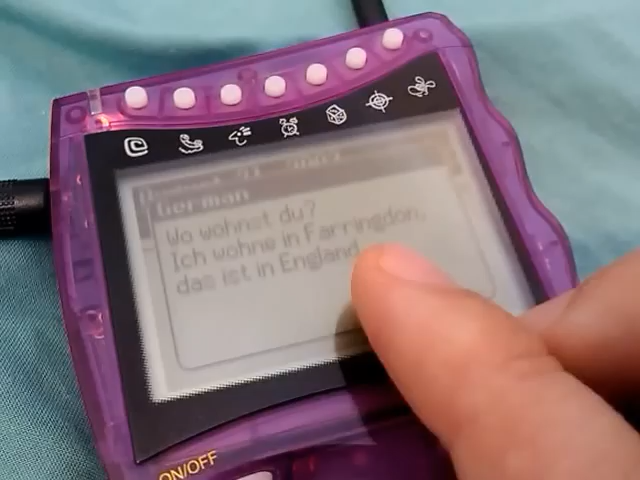 German
Wo wohnst du?
Ich wohne in Farringdon,
das ist in England
ON/OFF